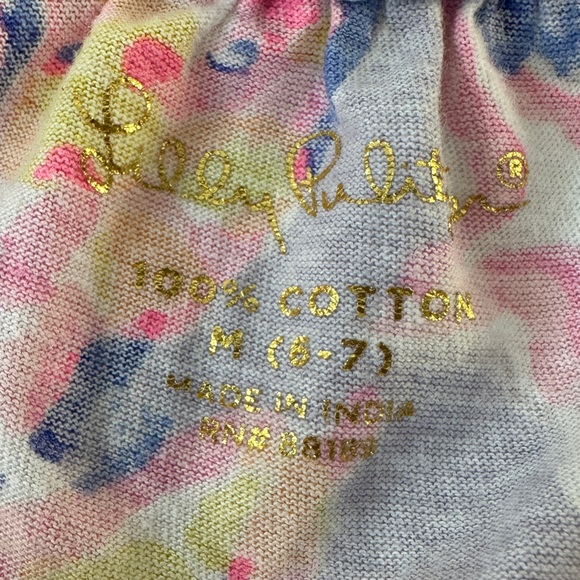 Lilly Pulitzer®
100% COTTON
M (6-7)
MADE IN INDIA
RN#